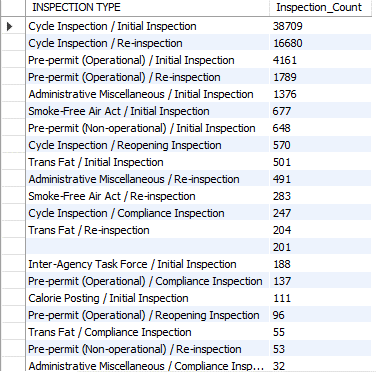 INSPECTION TYPE Inspection_Count
Cycle Inspection / Initial Inspection 38709
Cycle Inspection / Re-inspection 16680
Pre-permit (Operational) / Initial Inspection 4161
Pre-permit (Operational) / Re-inspection 1789
Administrative Miscellaneous / Initial Inspection 1376
Smoke-Free Air Act / Initial Inspection 677
Pre-permit (Non-operational) / Initial Inspection 648
Cycle Inspection / Reopening Inspection 570
Trans Fat / Initial Inspection 501
Administrative Miscellaneous / Re-inspection 491
Smoke-Free Air Act / Re-inspection 283
Cycle Inspection / Compliance Inspection 247
Trans Fat / Re-inspection 204
201
Inter-Agency Task Force / Initial Inspection 188
Pre-permit (Operational) / Compliance Inspection 137
Calorie Posting / Initial Inspection 111
Pre-permit (Operational) / Reopening Inspection 96
Trans Fat / Compliance Inspection 55
Pre-permit (Non-operational) / Re-inspection 53
Administrative Miscellaneous / Compliance Insp... 32